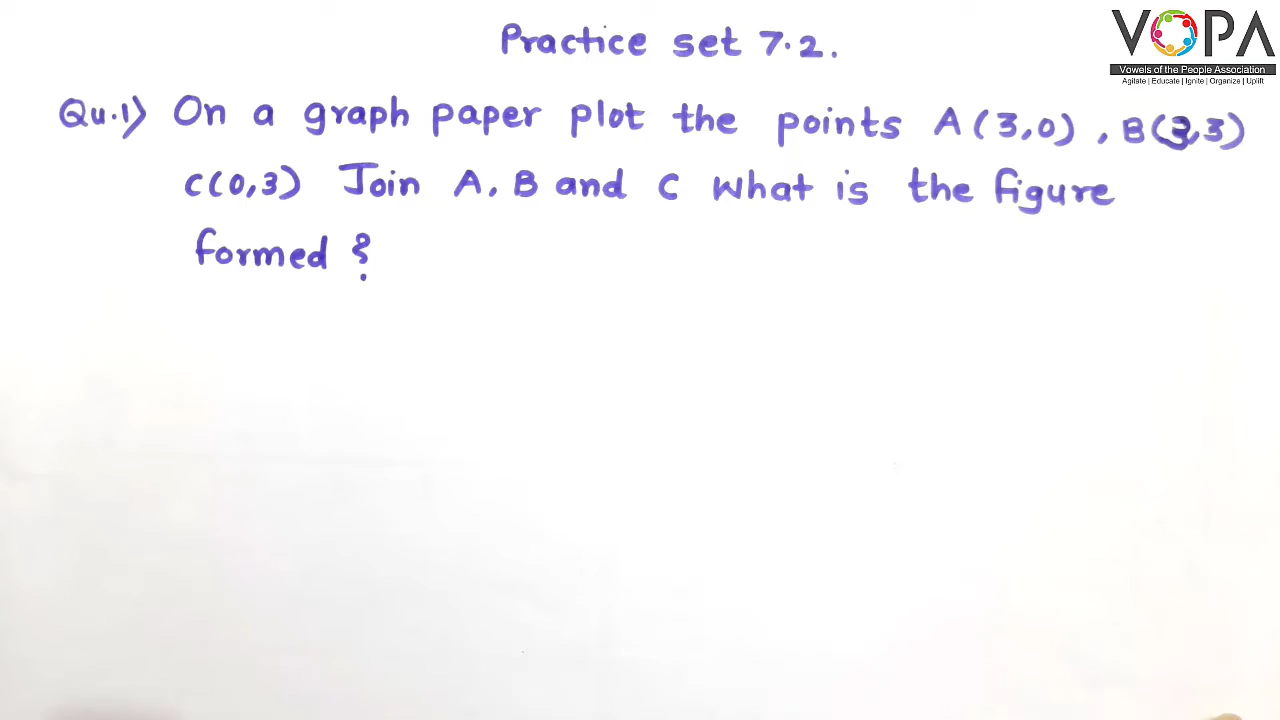 Practice set 7.2.
VOPA
Vowels of the People Association
Agitate | Educate | Ignite | Organize | Uplift
Qu.1) On a graph paper plot the points A(3,0), B(3,3)
C(0,3) Join A, B and C What is the figure
formed ?